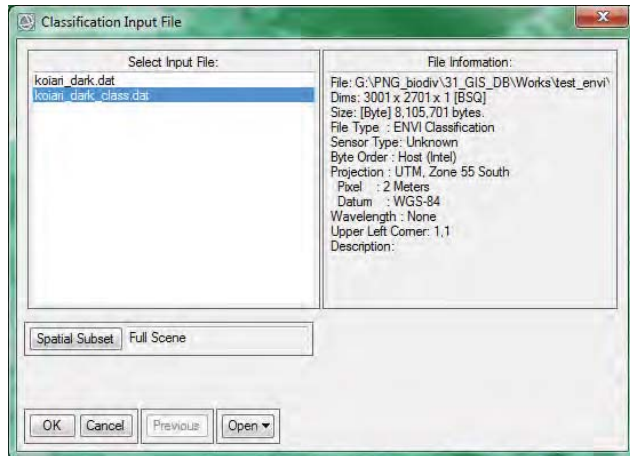 Classification Input File
Select Input File:
koiari_dark.dat
koiari_dark_class.dat
File Information:
File: G:\PNG_biodiv\31_GIS_DB\Works\test_envi\
Dims: 3001 x 2701 x 1 [BSQ]
Size: [Byte] 8,105,701 bytes.
File Type : ENVI Classification
Sensor Type: Unknown
Byte Order : Host (Intel)
Projection : UTM, Zone 55 South
Pixel : 2 Meters
Datum : WGS-84
Wavelength : None
Upper Left Corner: 1,1
Description:
Spatial Subset Full Scene
OK Cancel Previous Open